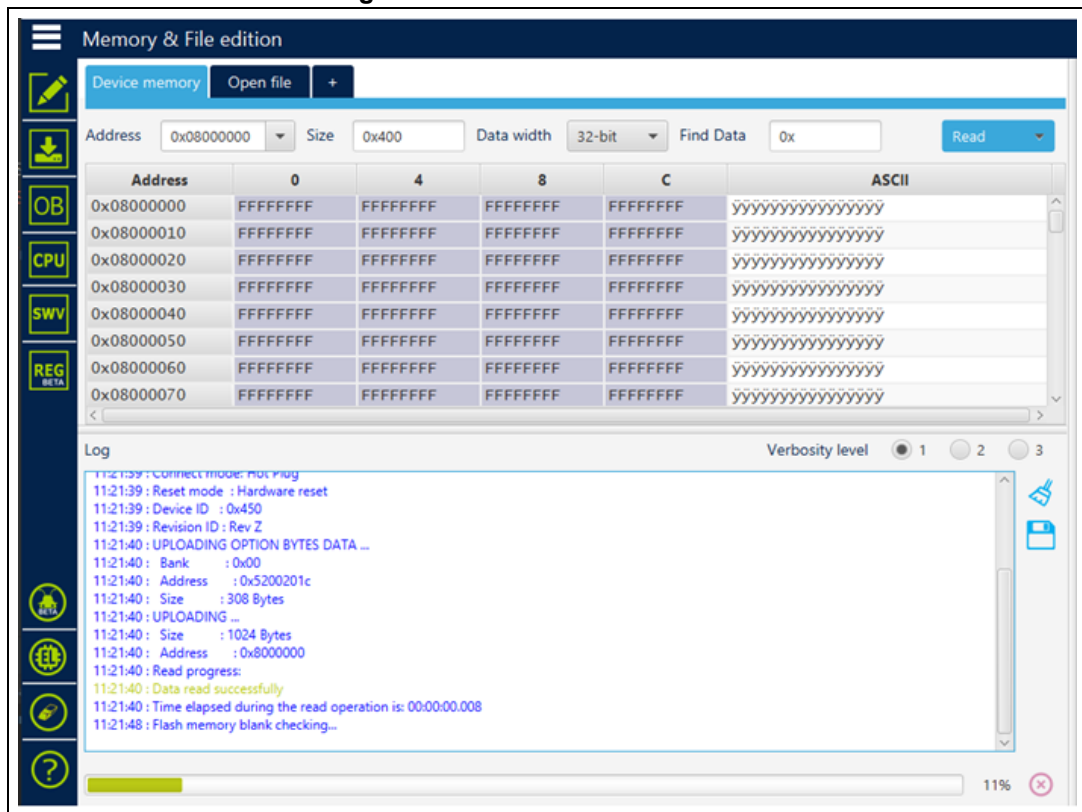 Memory & File edition
Device memory Open file +
Address 0x08000000 Size 0x400 Data width 32-bit Find Data 0x Read
Address 0 4 8 C ASCII
OB
0x08000000 FFFFFFFF FFFFFFFF FFFFFFFF FFFFFFFF ÿÿÿÿÿÿÿÿÿÿÿÿÿÿÿÿ
0x08000010 FFFFFFFF FFFFFFFF FFFFFFFF FFFFFFFF ÿÿÿÿÿÿÿÿÿÿÿÿÿÿÿÿ
CPU
0x08000020 FFFFFFFF FFFFFFFF FFFFFFFF FFFFFFFF ÿÿÿÿÿÿÿÿÿÿÿÿÿÿÿÿ
0x08000030 FFFFFFFF FFFFFFFF FFFFFFFF FFFFFFFF ÿÿÿÿÿÿÿÿÿÿÿÿÿÿÿÿ
SWV
0x08000040 FFFFFFFF FFFFFFFF FFFFFFFF FFFFFFFF ÿÿÿÿÿÿÿÿÿÿÿÿÿÿÿÿ
0x08000050 FFFFFFFF FFFFFFFF FFFFFFFF FFFFFFFF ÿÿÿÿÿÿÿÿÿÿÿÿÿÿÿÿ
REG
BETA
0x08000060 FFFFFFFF FFFFFFFF FFFFFFFF FFFFFFFF ÿÿÿÿÿÿÿÿÿÿÿÿÿÿÿÿ
0x08000070 FFFFFFFF FFFFFFFF FFFFFFFF FFFFFFFF ÿÿÿÿÿÿÿÿÿÿÿÿÿÿÿÿ
Log Verbosity level 1 2 3
11:21:39 : Connect mode: Hot Plug
11:21:39 : Reset mode : Hardware reset
11:21:39 : Device ID : 0x450
11:21:39 : Revision ID : Rev Z
11:21:40 : UPLOADING OPTION BYTES DATA ...
11:21:40 : Bank : 0x00
11:21:40 : Address : 0x5200201c
11:21:40 : Size : 308 Bytes
11:21:40 : UPLOADING ...
11:21:40 : Size : 1024 Bytes
11:21:40 : Address : 0x8000000
11:21:40 : Read progress:
11:21:40 : Data read successfully
11:21:40 : Time elapsed during the read operation is: 00:00:00.008
11:21:48 : Flash memory blank checking...
BETA
EL
?
11%